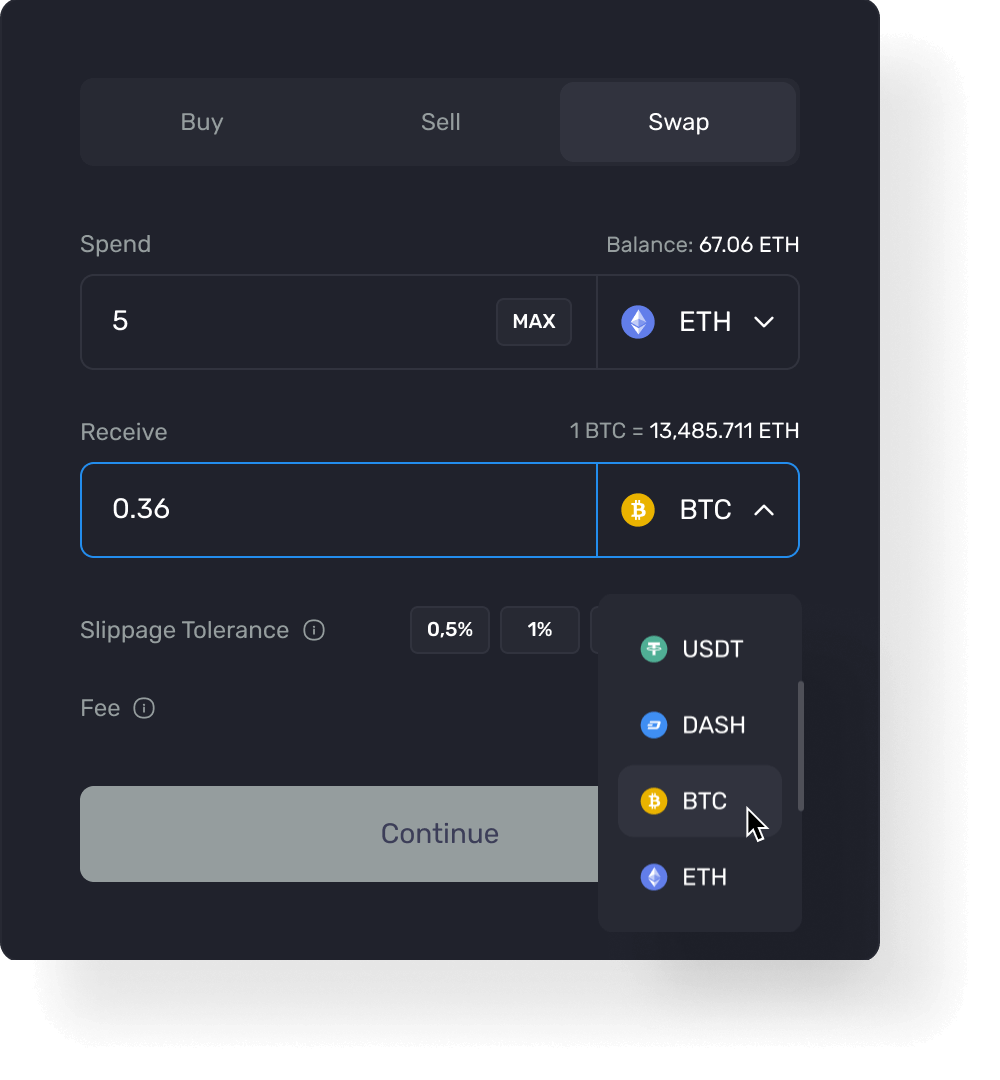 Buy Sell Swap
Spend Balance: 67.06 ETH
5 MAX ETH
Receive 1 BTC = 13,485.711 ETH
0.36 BTC
Slippage Tolerance 0,5% 1%
USDT
Fee
DASH
BTC
Continue
ETH